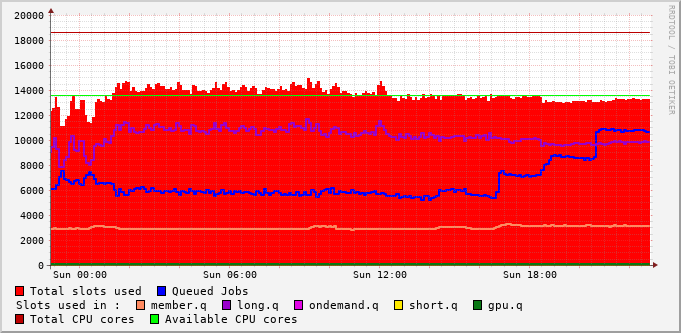 20000
18000
16000
14000
12000
10000
8000
6000
4000
2000
0
Sun 00:00 Sun 06:00 Sun 12:00 Sun 18:00
RRDTOOL / TOBI OETIKER
Total slots used Queued Jobs
Slots used in : member.q long.q ondemand.q short.q gpu.q
Total CPU cores Available CPU cores